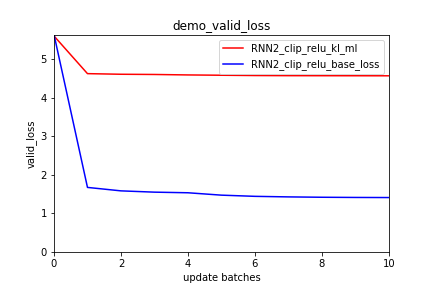 demo_valid_loss
RNN2_clip_relu_kl_ml
RNN2_clip_relu_base_loss
valid_loss
5
4
3
2
1
0
0 2 4 6 8 10
update batches